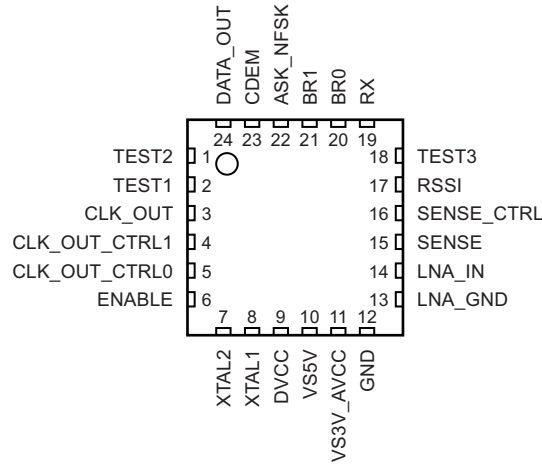 DATA_OUT
CDEM
ASK_NFSK
BR1
BR0
RX
24 23 22 21 20 19
TEST2 1 18 TEST3
TEST1 2 17 RSSI
CLK_OUT 3 16 SENSE_CTRL
CLK_OUT_CTRL1 4 15 SENSE
CLK_OUT_CTRL0 5 14 LNA_IN
ENABLE 6 13 LNA_GND
7 8 9 10 11 12
XTAL2
XTAL1
DVCC
VS5V
VS3V_AVCC
GND